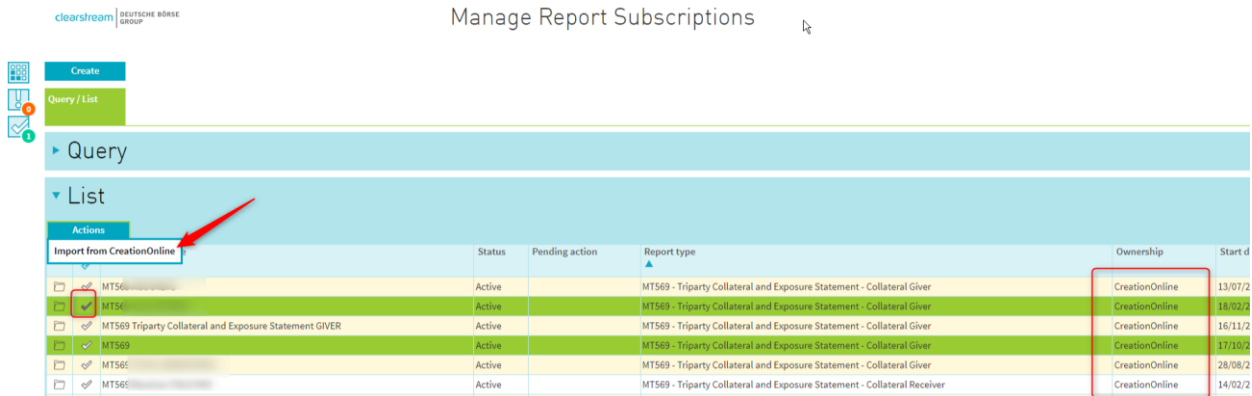 clearstream DEUTSCHE BÖRSE GROUP
Manage Report Subscriptions
Create
0
Query / List
1
Query
List
Actions
Import from CreationOnline
Status Pending action Report type Ownership Start d
Active MT569 - Triparty Collateral and Exposure Statement - Collateral Giver CreationOnline 13/07/2
Active MT569 - Triparty Collateral and Exposure Statement - Collateral Giver CreationOnline 18/02/2
MT569 Triparty Collateral and Exposure Statement GIVER Active MT569 - Triparty Collateral and Exposure Statement - Collateral Giver CreationOnline 16/11/2
MT569 Active MT569 - Triparty Collateral and Exposure Statement - Collateral Giver CreationOnline 17/10/2
MT569 Active MT569 - Triparty Collateral and Exposure Statement - Collateral Giver CreationOnline 28/08/2
MT569 Active MT569 - Triparty Collateral and Exposure Statement - Collateral Receiver CreationOnline 14/02/2